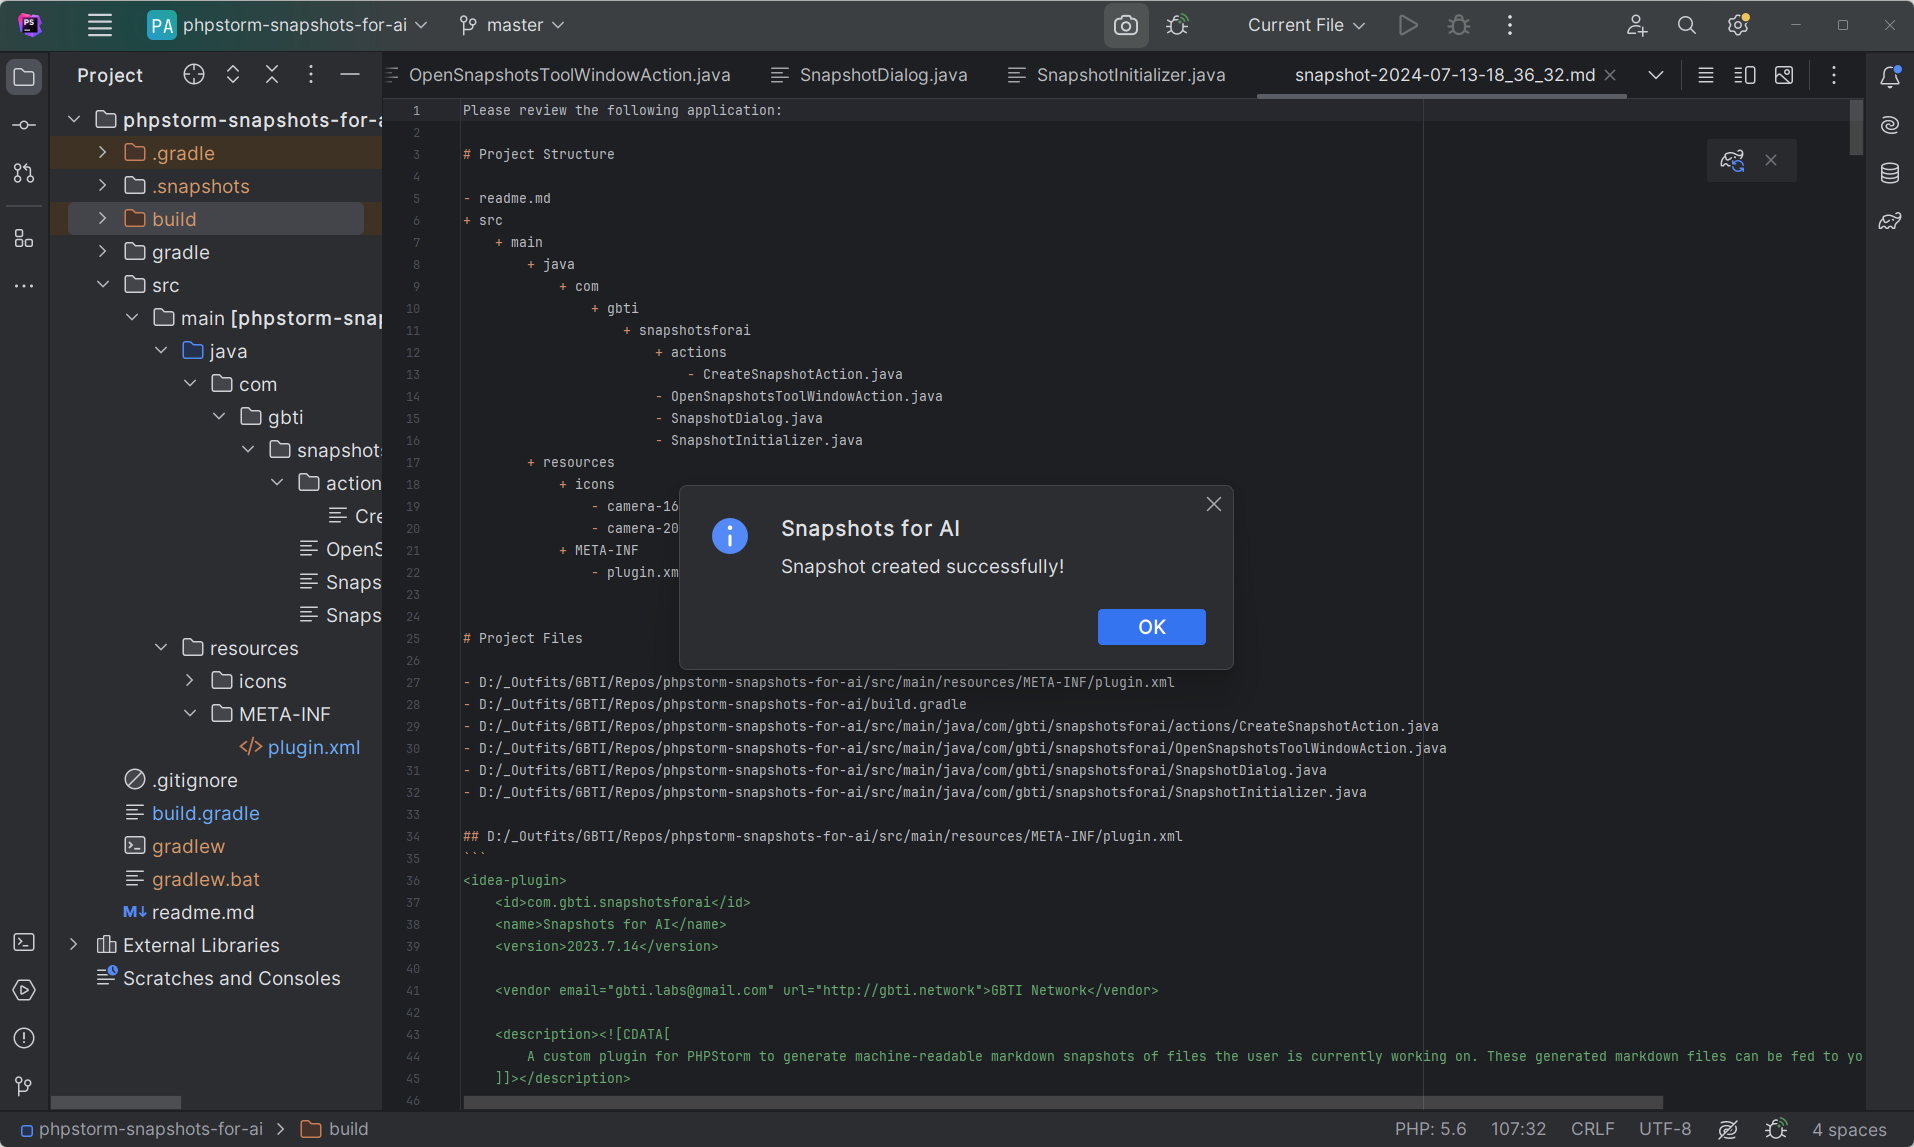 PS
PA phpstorm-snapshots-for-ai master Current File
Project
OpenSnapshotsToolWindowAction.java SnapshotDialog.java SnapshotInitializer.java snapshot-2024-07-13-18_36_32.md
phpstorm-snapshots-for-a
.gradle
.snapshots
build
gradle
src
main [phpstorm-snap
java
com
gbti
snapshots
action
Cre
OpenS
Snaps
Snaps
resources
icons
META-INF
</> plugin.xml
.gitignore
build.gradle
gradlew
gradlew.bat
M↓ readme.md
External Libraries
Scratches and Consoles
1 Please review the following application:
2
3 # Project Structure
4
5 - readme.md
6 + src
7 + main
8 + java
9 + com
10 + gbti
11 + snapshotsforai
12 + actions
13 - CreateSnapshotAction.java
14 - OpenSnapshotsToolWindowAction.java
15 - SnapshotDialog.java
16 - SnapshotInitializer.java
17 + resources
18 + icons
19 - camera-16
20 - camera-20
21 + META-INF
22 - plugin.xm
23
24
25 # Project Files
26
27 - D:/_Outfits/GBTI/Repos/phpstorm-snapshots-for-ai/src/main/resources/META-INF/plugin.xml
28 - D:/_Outfits/GBTI/Repos/phpstorm-snapshots-for-ai/build.gradle
29 - D:/_Outfits/GBTI/Repos/phpstorm-snapshots-for-ai/src/main/java/com/gbti/snapshotsforai/actions/CreateSnapshotAction.java
30 - D:/_Outfits/GBTI/Repos/phpstorm-snapshots-for-ai/src/main/java/com/gbti/snapshotsforai/OpenSnapshotsToolWindowAction.java
31 - D:/_Outfits/GBTI/Repos/phpstorm-snapshots-for-ai/src/main/java/com/gbti/snapshotsforai/SnapshotDialog.java
32 - D:/_Outfits/GBTI/Repos/phpstorm-snapshots-for-ai/src/main/java/com/gbti/snapshotsforai/SnapshotInitializer.java
33
34 ## D:/_Outfits/GBTI/Repos/phpstorm-snapshots-for-ai/src/main/resources/META-INF/plugin.xml
35 ```
36 <idea-plugin>
37 <id>com.gbti.snapshotsforai</id>
38 <name>Snapshots for AI</name>
39 <version>2023.7.14</version>
40
41 <vendor email="gbti.labs@gmail.com" url="http://gbti.network">GBTI Network</vendor>
42
43 <description><![CDATA[
44 A custom plugin for PHPStorm to generate machine-readable markdown snapshots of files the user is currently working on. These generated markdown files can be fed to yo
45 ]]></description>
46
Snapshots for AI
Snapshot created successfully!
OK
phpstorm-snapshots-for-ai > build
PHP: 5.6 107:32 CRLF UTF-8 4 spaces